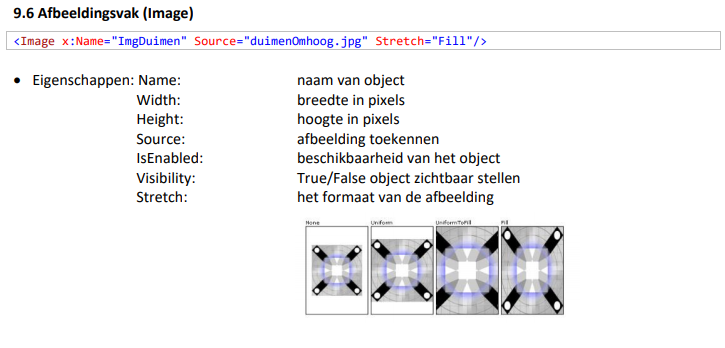 9.6 Afbeeldingsvak (Image)
<Image x:Name="ImgDuimen" Source="duimenOmhoog.jpg" Stretch="Fill"/>
• Eigenschappen: Name: naam van object
Width: breedte in pixels
Height: hoogte in pixels
Source: afbeelding toekennen
IsEnabled: beschikbaarheid van het object
Visibility: True/False object zichtbaar stellen
Stretch: het formaat van de afbeelding
None Uniform UniformToFill Fill